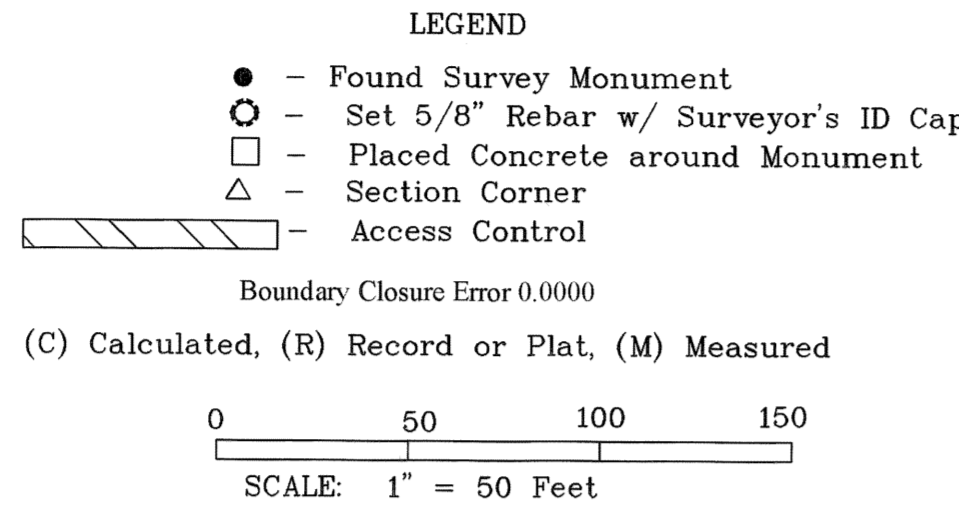 LEGEND
– Found Survey Monument
– Set 5/8" Rebar w/ Surveyor's ID Cap
– Placed Concrete around Monument
– Section Corner
– Access Control
Boundary Closure Error 0.0000
(C) Calculated, (R) Record or Plat, (M) Measured
0 50 100 150
SCALE: 1" = 50 Feet